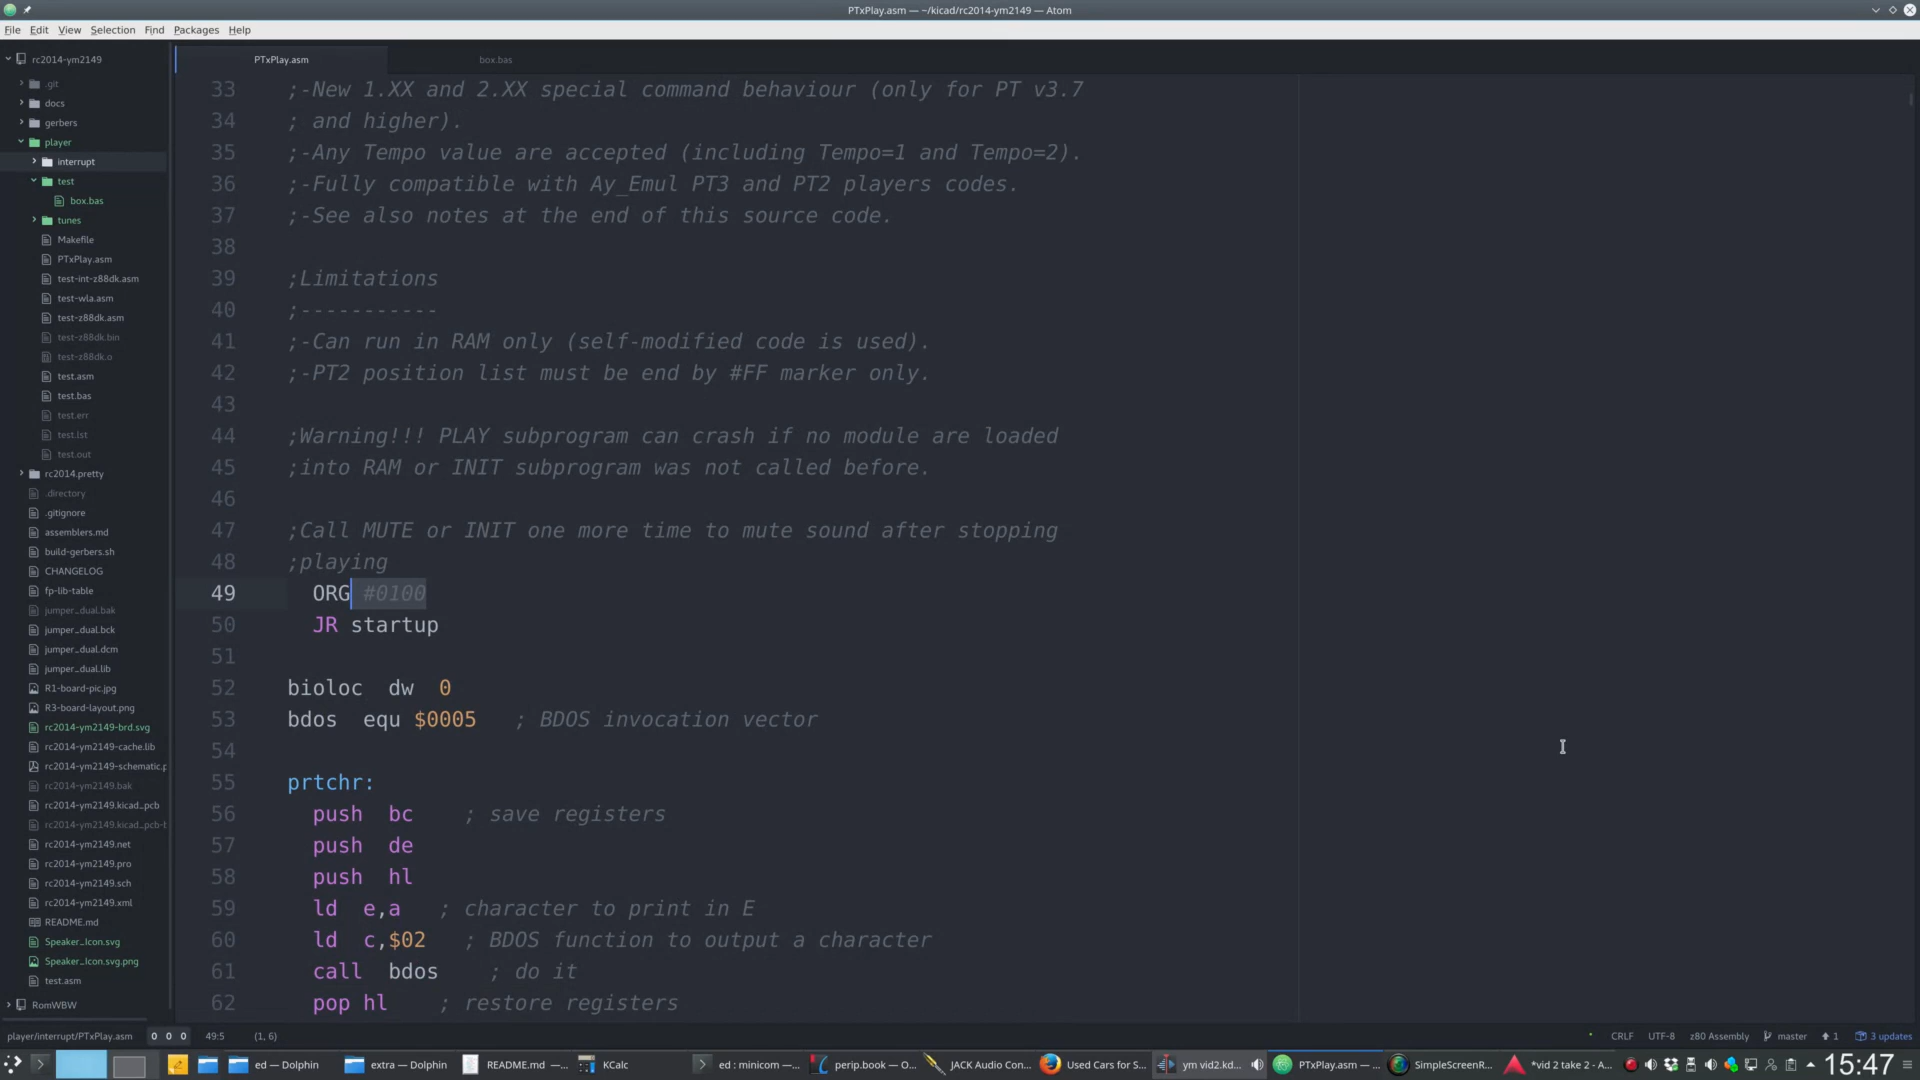 PTxPlay.asm — ~/kicad/rc2014-ym2149 — Atom
File Edit View Selection Find Packages Help
rc2014-ym2149
.git
docs
gerbers
player
interrupt
test
box.bas
tunes
Makefile
PTxPlay.asm
test-int-z88dk.asm
test-wla.asm
test-z88dk.asm
test-z88dk.bin
test-z88dk.o
test.asm
test.bas
test.err
test.lst
test.out
rc2014.pretty
.directory
.gitignore
assemblers.md
build-gerbers.sh
CHANGELOG
fp-lib-table
jumper_dual.bak
jumper_dual.bck
jumper_dual.dcm
jumper_dual.lib
R1-board-pic.jpg
R3-board-layout.png
rc2014-ym2149-brd.svg
rc2014-ym2149-cache.lib
rc2014-ym2149-schematic.p
rc2014-ym2149.bak
rc2014-ym2149.kicad_pcb
rc2014-ym2149.kicad_pcb-t
rc2014-ym2149.net
rc2014-ym2149.pro
rc2014-ym2149.sch
rc2014-ym2149.xml
README.md
Speaker_Icon.svg
Speaker_Icon.svg.png
test.asm
RomWBW
PTxPlay.asm box.bas
33 ;-New 1.XX and 2.XX special command behaviour (only for PT v3.7
34 ; and higher).
35 ;-Any Tempo value are accepted (including Tempo=1 and Tempo=2).
36 ;-Fully compatible with Ay_Emul PT3 and PT2 players codes.
37 ;-See also notes at the end of this source code.
38
39 ;Limitations
40 ;-----------
41 ;-Can run in RAM only (self-modified code is used).
42 ;-PT2 position list must be end by #FF marker only.
43
44 ;Warning!!! PLAY subprogram can crash if no module are loaded
45 ;into RAM or INIT subprogram was not called before.
46
47 ;Call MUTE or INIT one more time to mute sound after stopping
48 ;playing
49 ORG #0100
50 JR startup
51
52 bioloc dw 0
53 bdos equ $0005 ; BDOS invocation vector
54
55 prtchr:
56 push bc ; save registers
57 push de
58 push hl
59 ld e,a ; character to print in E
60 ld c,$02 ; BDOS function to output a character
61 call bdos ; do it
62 pop hl ; restore registers
player/interrupt/PTxPlay.asm 0 0 0 49:5 (1, 6) CRLF UTF-8 z80 Assembly master 1 3 updates
ed — Dolphin extra — Dolphin README.md —... KCalc ed : minicom —... perip.book — O... JACK Audio Con... Used Cars for S... ym vid2.kd... PTxPlay.asm —... SimpleScreenR... *vid 2 take 2 - A... 15:47